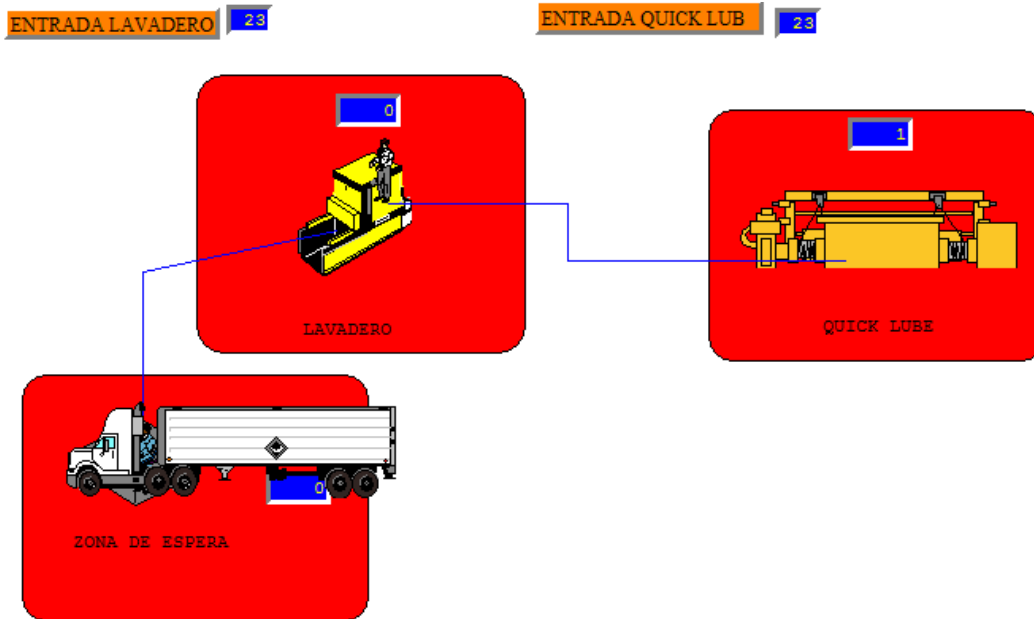 ENTRADA LAVADERO 23
ENTRADA QUICK LUB 23
0
1
LAVADERO
QUICK LUBE
0
ZONA DE ESPERA